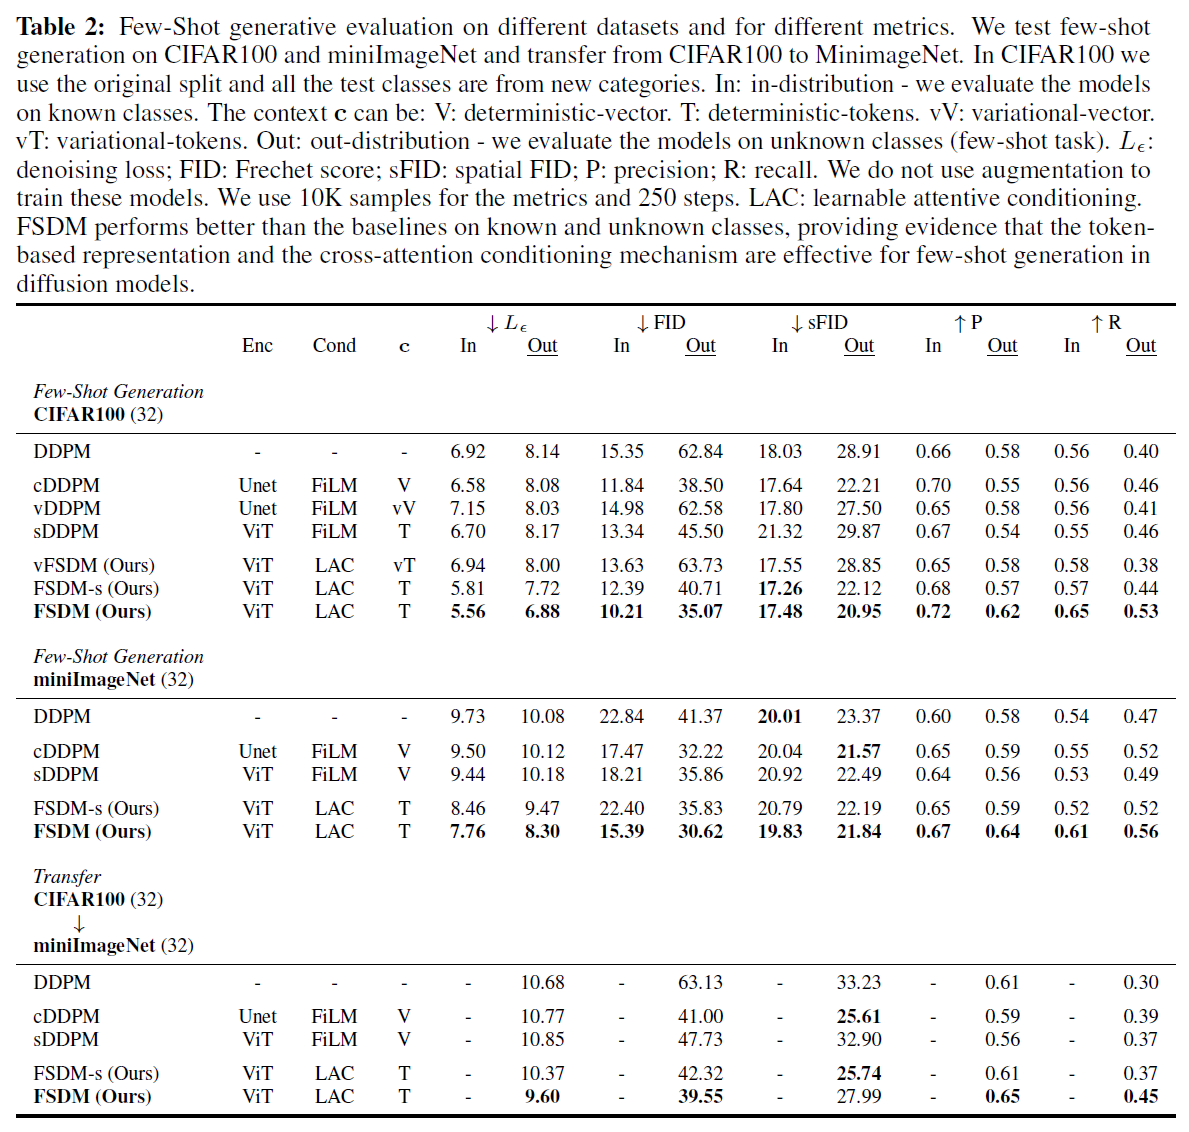 Table 2: Few-Shot generative evaluation on different datasets and for different metrics. We test few-shot
generation on CIFAR100 and miniImageNet and transfer from CIFAR100 to MinimageNet. In CIFAR100 we
use the original split and all the test classes are from new categories. In: in-distribution - we evaluate the models
on known classes. The context c can be: V: deterministic-vector. T: deterministic-tokens. vV: variational-vector.
vT: variational-tokens. Out: out-distribution - we evaluate the models on unknown classes (few-shot task). Lϵ:
denoising loss; FID: Frechet score; sFID: spatial FID; P: precision; R: recall. We do not use augmentation to
train these models. We use 10K samples for the metrics and 250 steps. LAC: learnable attentive conditioning.
FSDM performs better than the baselines on known and unknown classes, providing evidence that the token-
based representation and the cross-attention conditioning mechanism are effective for few-shot generation in
diffusion models.
↓ Lϵ ↓ FID ↓ sFID ↑ P ↑ R
Enc Cond c In Out In Out In Out In Out In Out
Few-Shot Generation
CIFAR100 (32)
DDPM - - - 6.92 8.14 15.35 62.84 18.03 28.91 0.66 0.58 0.56 0.40
cDDPM Unet FiLM V 6.58 8.08 11.84 38.50 17.64 22.21 0.70 0.55 0.56 0.46
vDDPM Unet FiLM vV 7.15 8.03 14.98 62.58 17.80 27.50 0.65 0.58 0.56 0.41
sDDPM ViT FiLM T 6.70 8.17 13.34 45.50 21.32 29.87 0.67 0.54 0.55 0.46
vFSDM (Ours) ViT LAC vT 6.94 8.00 13.63 63.73 17.55 28.85 0.65 0.58 0.58 0.38
FSDM-s (Ours) ViT LAC T 5.81 7.72 12.39 40.71 17.26 22.12 0.68 0.57 0.57 0.44
FSDM (Ours) ViT LAC T 5.56 6.88 10.21 35.07 17.48 20.95 0.72 0.62 0.65 0.53
Few-Shot Generation
miniImageNet (32)
DDPM - - - 9.73 10.08 22.84 41.37 20.01 23.37 0.60 0.58 0.54 0.47
cDDPM Unet FiLM V 9.50 10.12 17.47 32.22 20.04 21.57 0.65 0.59 0.55 0.52
sDDPM ViT FiLM V 9.44 10.18 18.21 35.86 20.92 22.49 0.64 0.56 0.53 0.49
FSDM-s (Ours) ViT LAC T 8.46 9.47 22.40 35.83 20.79 22.19 0.65 0.59 0.52 0.52
FSDM (Ours) ViT LAC T 7.76 8.30 15.39 30.62 19.83 21.84 0.67 0.64 0.61 0.56
Transfer
CIFAR100 (32)
↓
miniImageNet (32)
DDPM - - - - 10.68 - 63.13 - 33.23 - 0.61 - 0.30
cDDPM Unet FiLM V - 10.77 - 41.00 - 25.61 - 0.59 - 0.39
sDDPM ViT FiLM V - 10.85 - 47.73 - 32.90 - 0.56 - 0.37
FSDM-s (Ours) ViT LAC T - 10.37 - 42.32 - 25.74 - 0.61 - 0.37
FSDM (Ours) ViT LAC T - 9.60 - 39.55 - 27.99 - 0.65 - 0.45